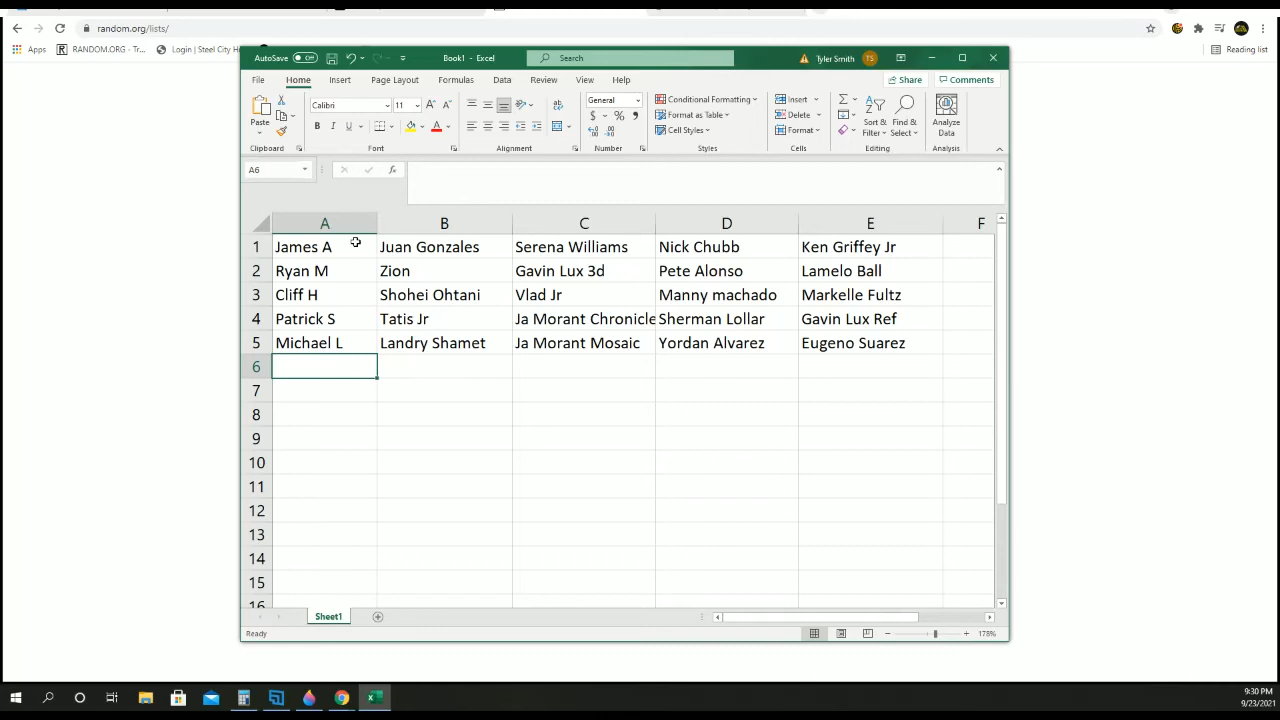 random.org/lists/
Apps RANDOM.ORG - Tr... Login | Steel City H Reading list
AutoSave Off Book1 - Excel Search Tyler Smith TS
File Home Insert Page Layout Formulas Data Review View Help Share Comments
Paste Calibri 11 General Conditional Formatting Format as Table Cell Styles Insert Delete Format Sort & Filter Find & Select Analyze Data
Clipboard Font Alignment Number Styles Cells Editing Analysis
A6 fx
A B C D E F
1 James A Juan Gonzales Serena Williams Nick Chubb Ken Griffey Jr
2 Ryan M Zion Gavin Lux 3d Pete Alonso Lamelo Ball
3 Cliff H Shohei Ohtani Vlad Jr Manny machado Markelle Fultz
4 Patrick S Tatis Jr Ja Morant Chronicle Sherman Lollar Gavin Lux Ref
5 Michael L Landry Shamet Ja Morant Mosaic Yordan Alvarez Eugeno Suarez
6
7
8
9
10
11
12
13
14
15
16
Sheet1
Ready 178%
9:30 PM
9/23/2021